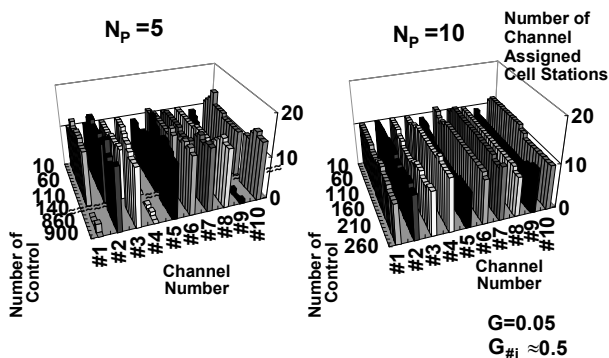 N_P =5
N_P =10
Number of
Channel
Assigned
Cell Stations
20
10
0
10
60
110
140
860
900
#1
#2
#3
#4
#5
#6
#7
#8
#9
#10
Number of
Control
Channel
Number
20
10
0
10
60
110
160
210
260
#1
#2
#3
#4
#5
#6
#7
#8
#9
#10
Number of
Control
Channel
Number
G=0.05
G_#i ≈0.5